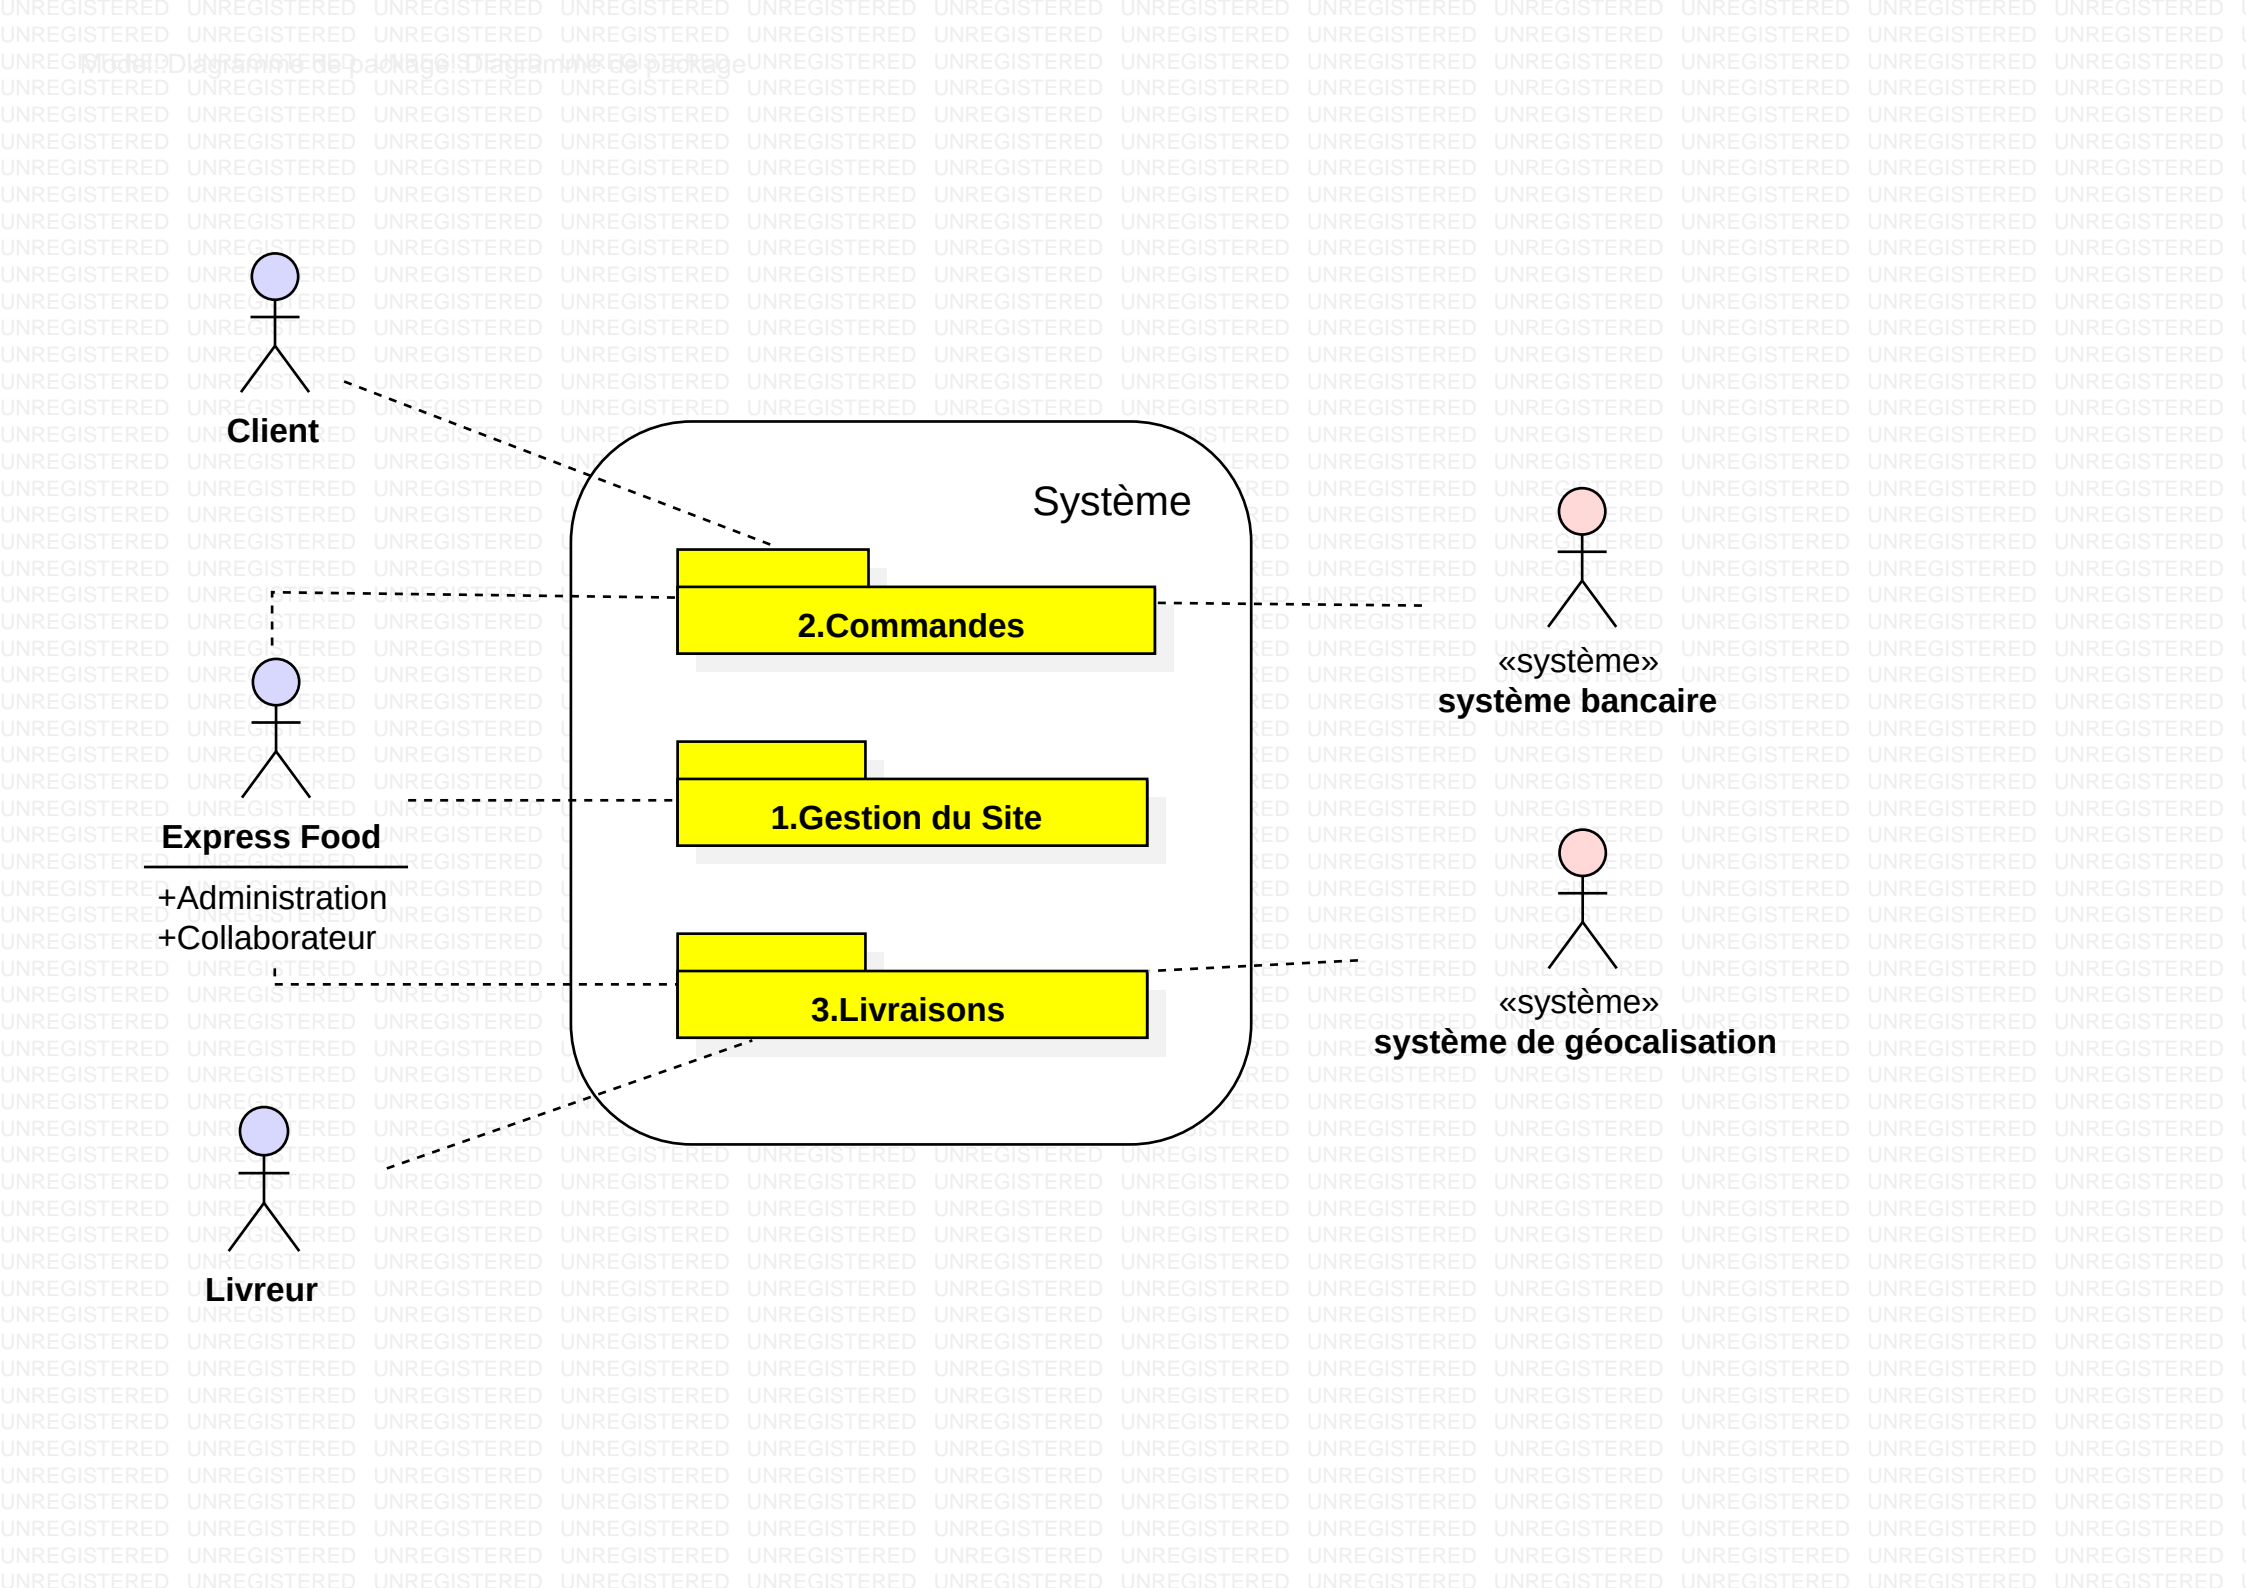 Model::Diagramme de package::Diagramme de package
Client
Système
2.Commandes
«système»
système bancaire
1.Gestion du Site
Express Food
+Administration
+Collaborateur
3.Livraisons
«système»
système de géocalisation
Livreur
UNREGISTERED